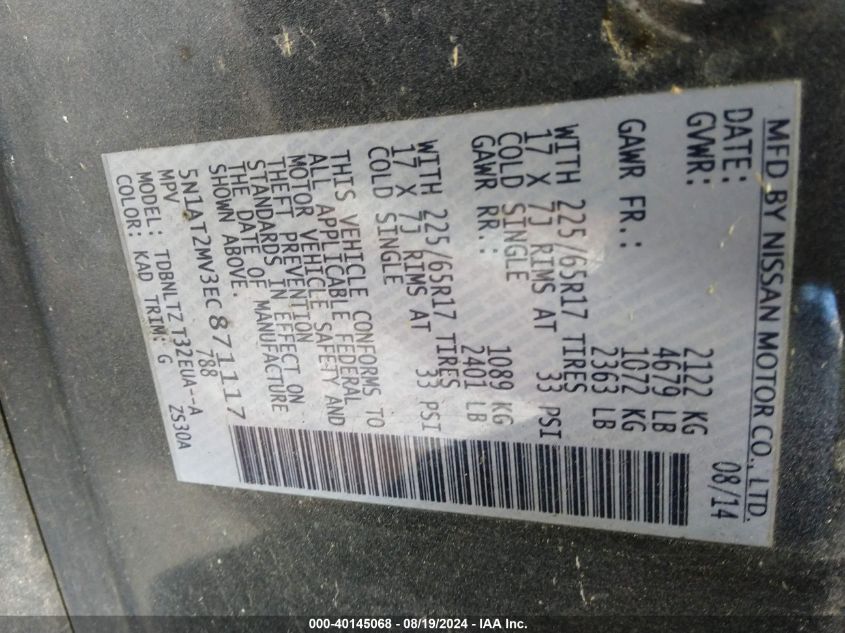 MFD BY NISSAN MOTOR CO., LTD.
DATE: 08/14
GVWR: 2122 KG
4679 LB
GAWR FR.: 1072 KG
2363 LB
WITH 225/65R17 TIRES
17 X 7J RIMS AT 33 PSI
COLD SINGLE
GAWR RR.: 1089 KG
2401 LB
WITH 225/65R17 TIRES
17 X 7J RIMS AT 33 PSI
COLD SINGLE
THIS VEHICLE CONFORMS TO
ALL APPLICABLE FEDERAL
MOTOR VEHICLE SAFETY AND
THEFT PREVENTION
STANDARDS IN EFFECT ON
THE DATE OF MANUFACTURE
SHOWN ABOVE. 788
5N1AT2MV3EC871117
MPV
MODEL: TDBNLTZ T32EUA--A
COLOR: KAD TRIM: G ZS30A
000-40145068 - 08/19/2024 - IAA Inc.